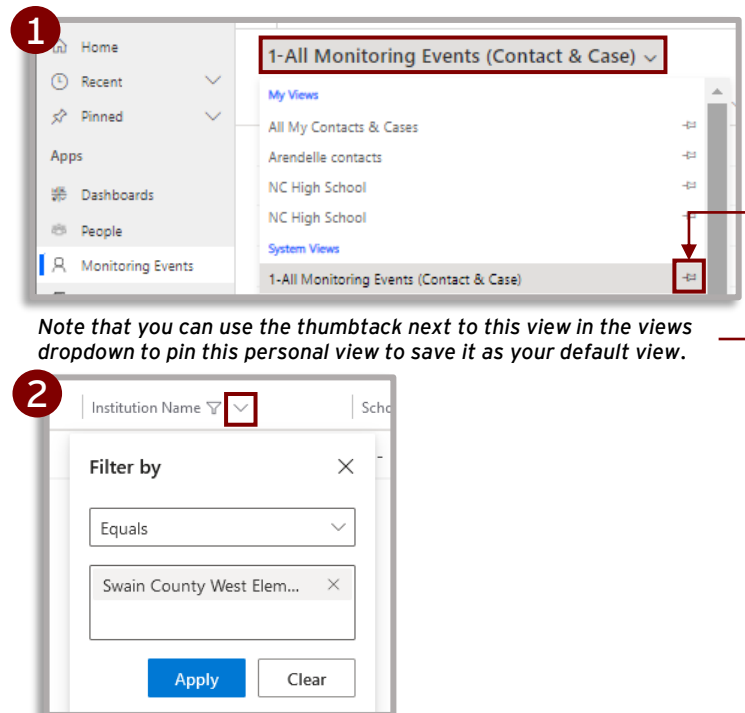 1
Home
Recent
Pinned
Apps
Dashboards
People
Monitoring Events
1-All Monitoring Events (Contact & Case)
My Views
All My Contacts & Cases
Arendelle contacts
NC High School
NC High School
System Views
1-All Monitoring Events (Contact & Case)
Note that you can use the thumbtack next to this view in the views
dropdown to pin this personal view to save it as your default view.
2
Institution Name
Scho
Filter by
Equals
Swain County West Elem...
Apply Clear